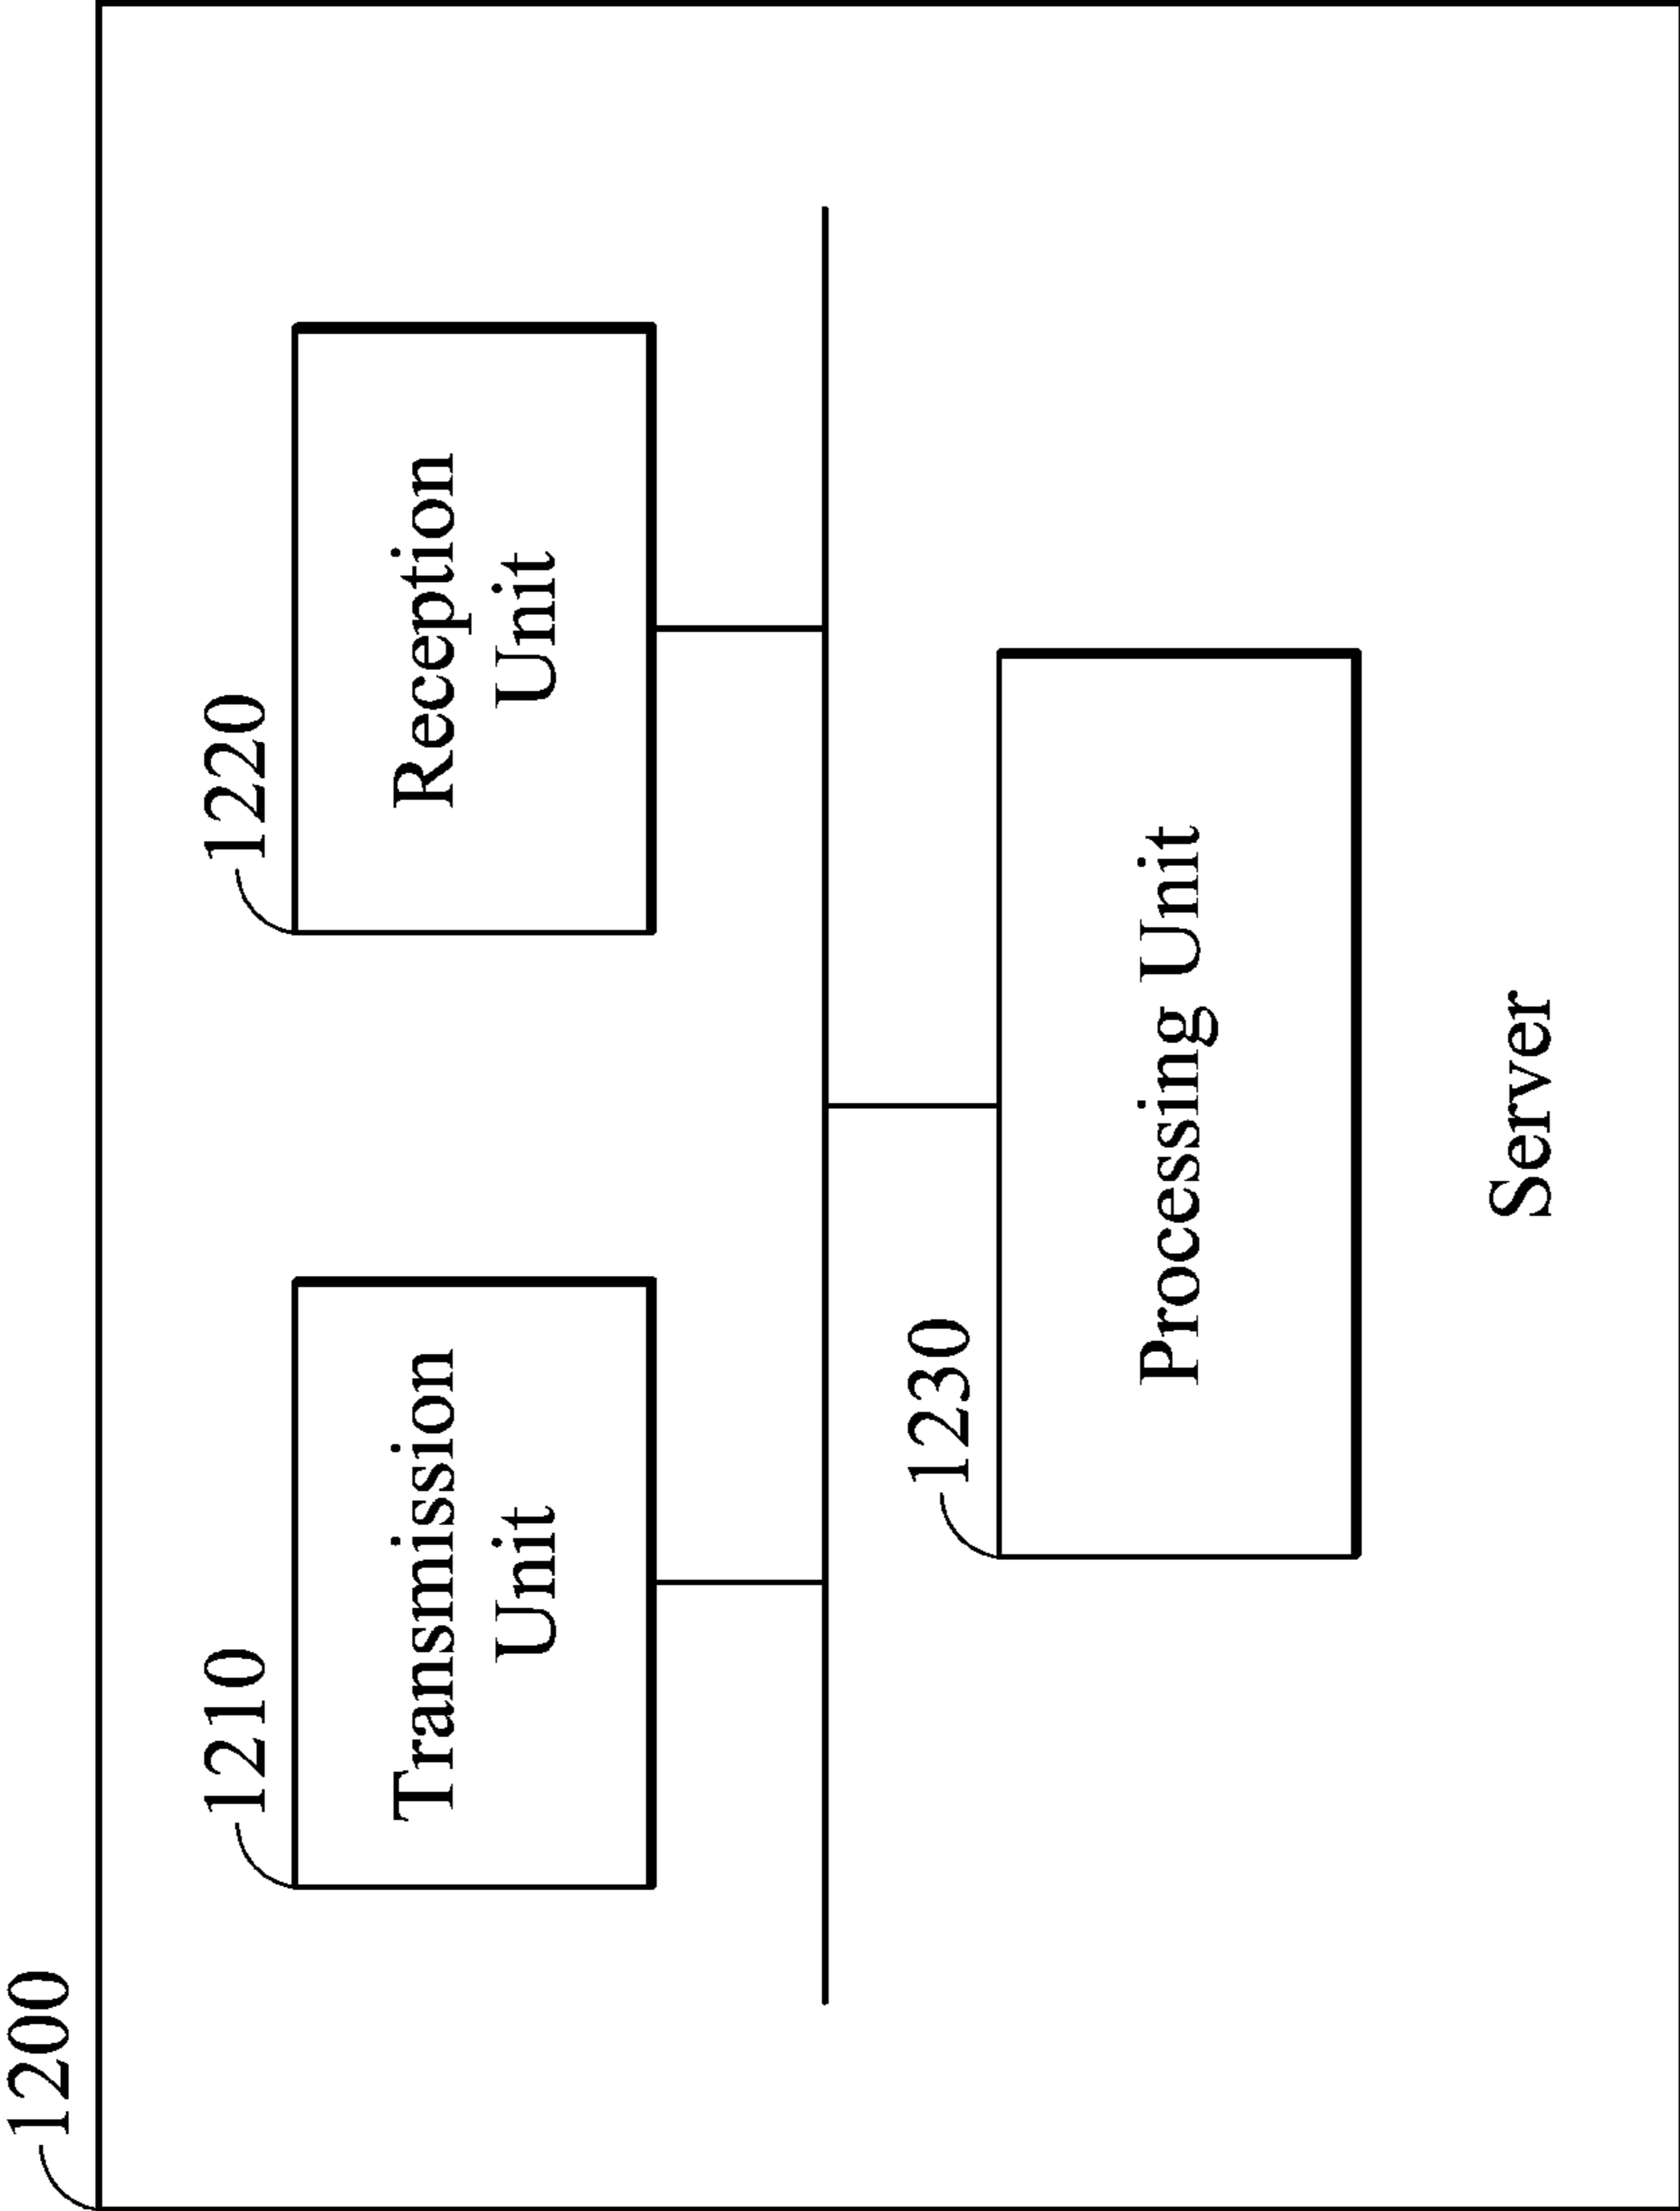 1200
1210
Transmission
Unit
1220
Reception
Unit
1230
Processing Unit
Server